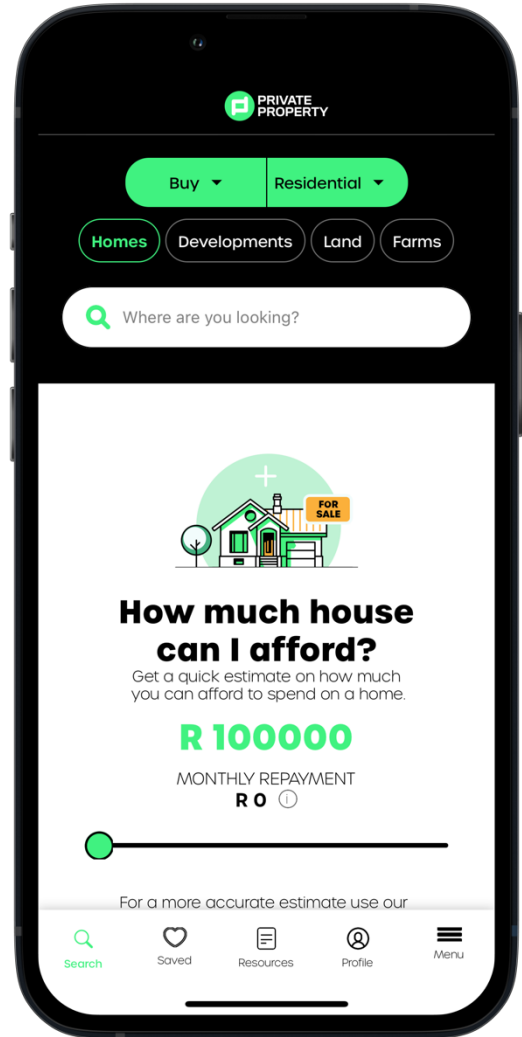 PRIVATE
PROPERTY
Buy
Residential
Homes
Developments
Land
Farms
Where are you looking?
FOR
SALE
How much house
can I afford?
Get a quick estimate on how much
you can afford to spend on a home.
R 100000
MONTHLY REPAYMENT
R 0
For a more accurate estimate use our
Search
Saved
Resources
Profile
Menu